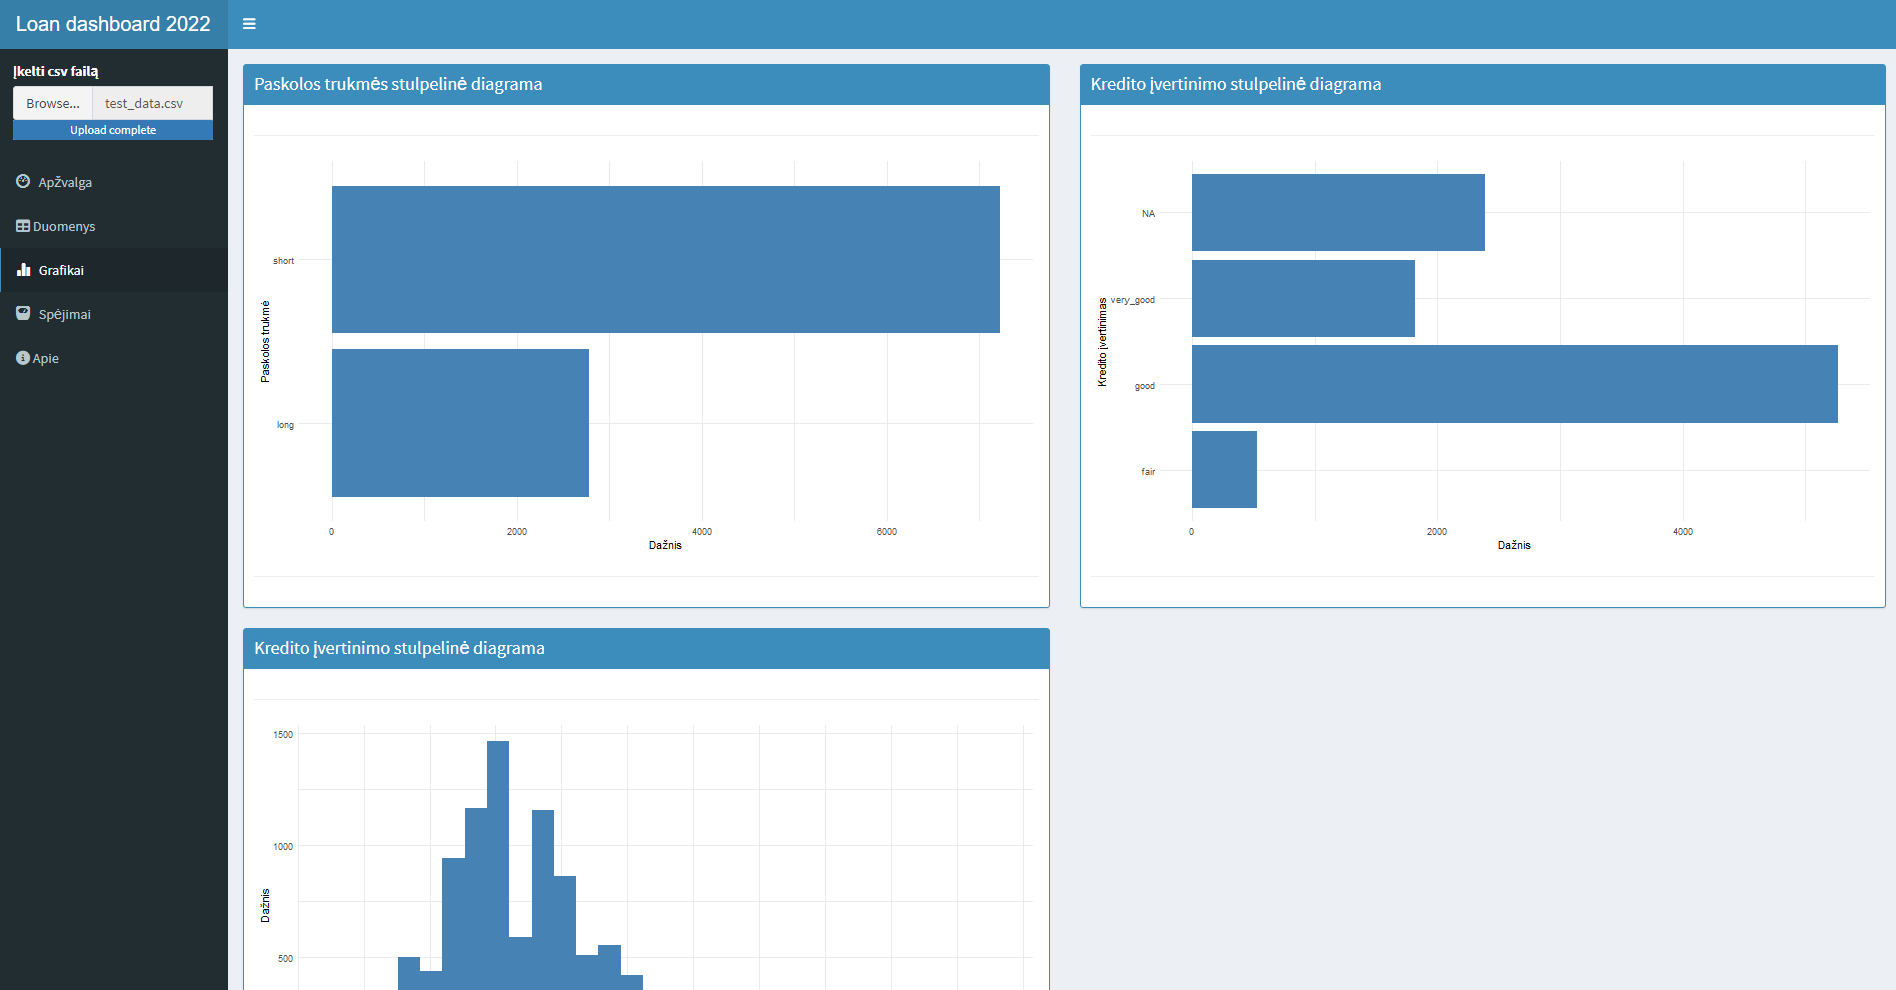 Loan dashboard 2022
Įkelti csv failą
Browse... test_data.csv
Upload complete
Apžvalga
Duomenys
Grafikai
Spėjimai
Apie
Paskolos trukmės stulpelinė diagrama
Paskolos trukmė
short
long
0 2000 4000 6000
Dažnis
Kredito įvertinimo stulpelinė diagrama
Kredito įvertinimas
NA
very_good
good
fair
0 2000 4000
Dažnis
Kredito įvertinimo stulpelinė diagrama
Dažnis
1500
1000
500